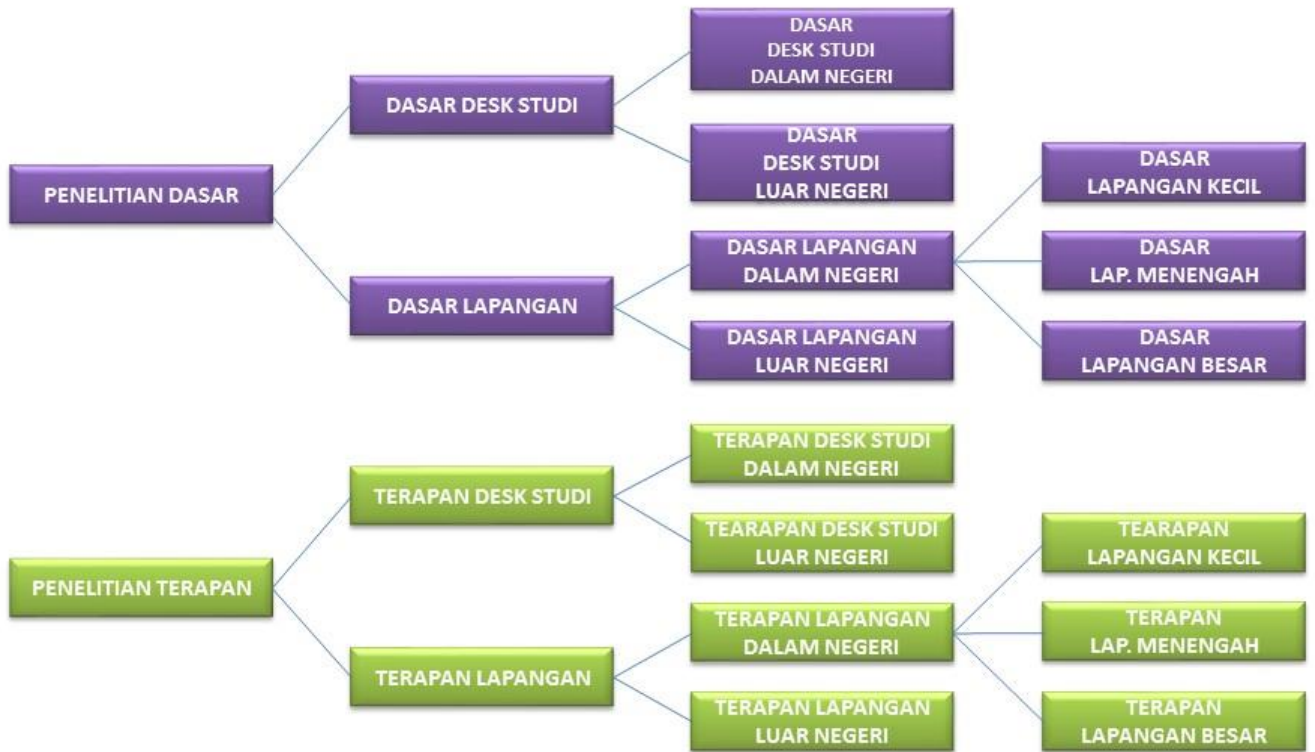 DASAR
DESK STUDI
DALAM NEGERI
DASAR DESK STUDI
DASAR
DESK STUDI
LUAR NEGERI
DASAR
LAPANGAN KECIL
PENELITIAN DASAR
DASAR LAPANGAN
DALAM NEGERI
DASAR
LAP. MENENGAH
DASAR LAPANGAN
DASAR LAPANGAN
LUAR NEGERI
DASAR
LAPANGAN BESAR
TERAPAN DESK STUDI
DALAM NEGERI
TERAPAN DESK STUDI
TEARAPAN DESK STUDI
LUAR NEGERI
TEARAPAN
LAPANGAN KECIL
PENELITIAN TERAPAN
TERAPAN LAPANGAN
DALAM NEGERI
TERAPAN
LAP. MENENGAH
TERAPAN LAPANGAN
TERAPAN LAPANGAN
LUAR NEGERI
TERAPAN
LAPANGAN BESAR